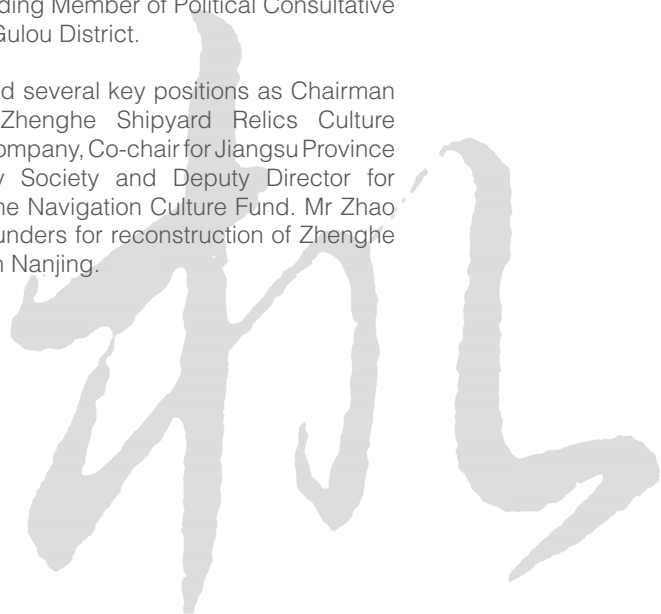 ding Member of Political Consultative
Gulou District.
d several key positions as Chairman
Zhenghe Shipyard Relics Culture
ompany, Co-chair for Jiangsu Province
y Society and Deputy Director for
ne Navigation Culture Fund. Mr Zhao
unders for reconstruction of Zhenghe
n Nanjing.
机